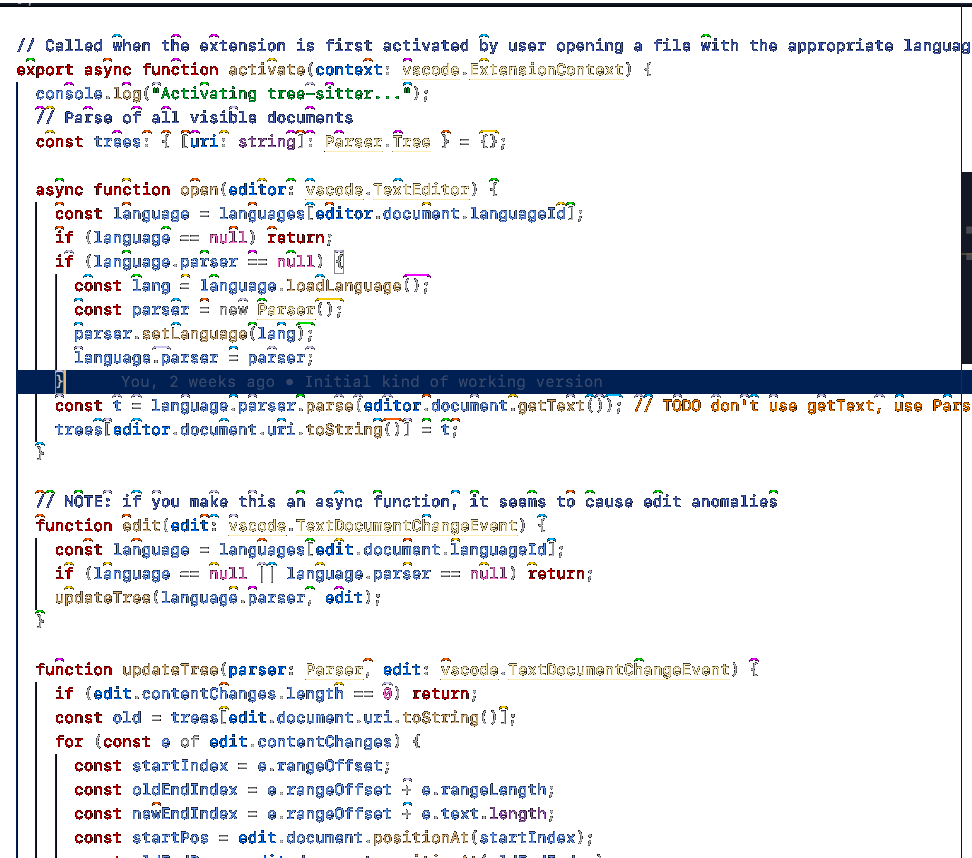 // Called when the extension is first activated by user opening a file with the appropriate languag
export async function activate(context: vscode.ExtensionContext) {
console.log("Activating tree-sitter...");
// Parse of all visible documents
const trees: { [uri: string]: Parser.Tree } = {};
async function open(editor: vscode.TextEditor) {
const language = languages[editor.document.languageId];
if (language == null) return;
if (language.parser == null) {
const lang = language.loadLanguage();
const parser = new Parser();
parser.setLanguage(lang);
language.parser = parser;
} You, 2 weeks ago • Initial kind of working version
const t = language.parser.parse(editor.document.getText()); // TODO don't use getText, use Pars
trees[editor.document.uri.toString()] = t;
}
// NOTE: if you make this an async function, it seems to cause edit anomalies
function edit(edit: vscode.TextDocumentChangeEvent) {
const language = languages[edit.document.languageId];
if (language == null || language.parser == null) return;
updateTree(language.parser, edit);
}
function updateTree(parser: Parser, edit: vscode.TextDocumentChangeEvent) {
if (edit.contentChanges.length == 0) return;
const old = trees[edit.document.uri.toString()];
for (const e of edit.contentChanges) {
const startIndex = e.rangeOffset;
const oldEndIndex = e.rangeOffset + e.rangeLength;
const newEndIndex = e.rangeOffset + e.text.length;
const startPos = edit.document.positionAt(startIndex);